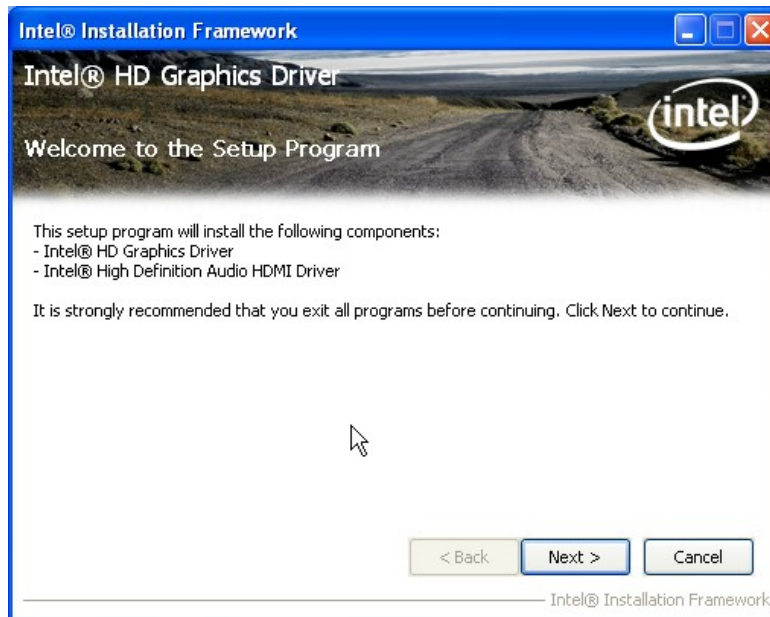 Intel® Installation Framework
Intel® HD Graphics Driver
intel
Welcome to the Setup Program
This setup program will install the following components:
- Intel® HD Graphics Driver
- Intel® High Definition Audio HDMI Driver
It is strongly recommended that you exit all programs before continuing. Click Next to continue.
< Back Next > Cancel
Intel® Installation Framework